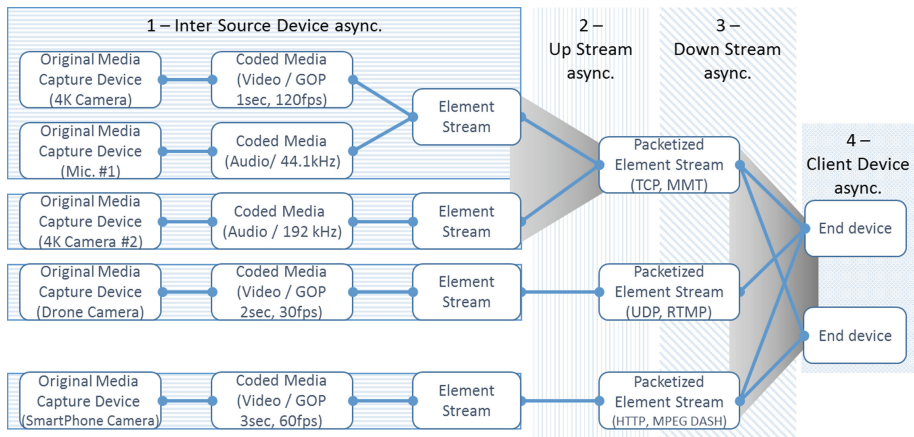 1 – Inter Source Device async.
2 –
Up Stream
async.
3 –
Down Stream
async.
4 –
Client Device
async.
Original Media
Capture Device
(4K Camera)
Coded Media
(Video / GOP
1sec, 120fps)
Element
Stream
Original Media
Capture Device
(Mic. #1)
Coded Media
(Audio/ 44.1kHz)
Packetized
Element Stream
(TCP, MMT)
Original Media
Capture Device
(4K Camera #2)
Coded Media
(Audio / 192 kHz)
Element
Stream
End device
Original Media
Capture Device
(Drone Camera)
Coded Media
(Video / GOP
2sec, 30fps)
Element
Stream
Packetized
Element Stream
(UDP, RTMP)
End device
Original Media
Capture Device
(SmartPhone Camera)
Coded Media
(Video / GOP
3sec, 60fps)
Element
Stream
Packetized
Element Stream
(HTTP, MPEG DASH)